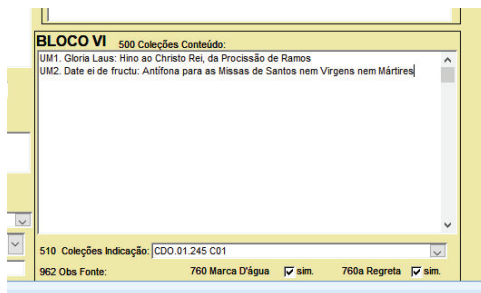 BLOCO VI 500 Coleções Conteúdo:
UM1. Gloria Laus: Hino ao Christo Rei, da Procissão de Ramos
UM2. Date ei de fructu: Antífona para as Missas de Santos nem Virgens nem Mártires
510 Coleções Indicação: CDO.01.245 C01
962 Obs Fonte: 760 Marca D'água sim. 760a Regreta sim.